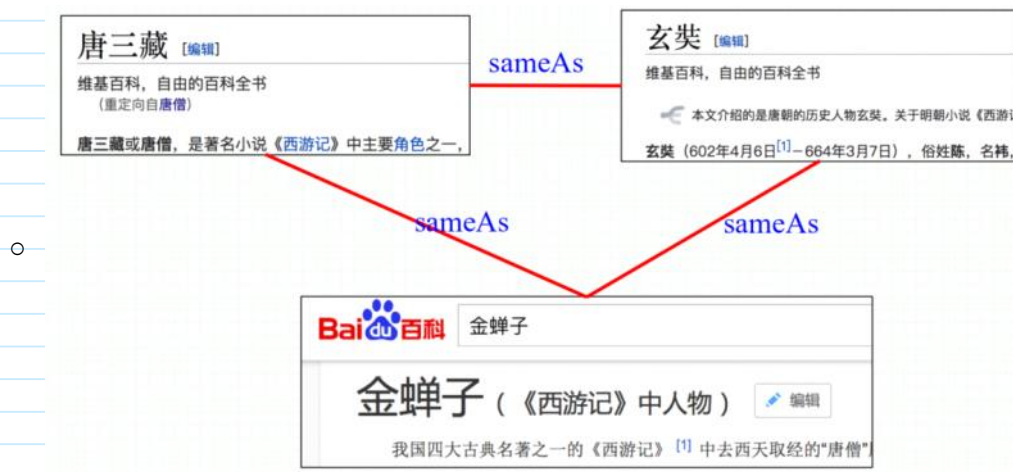 唐三藏 [编辑]
维基百科，自由的百科全书
（重定向自唐僧）
唐三藏或唐僧，是著名小说《西游记》中主要角色之一，
sameAs
玄奘 [编辑]
维基百科，自由的百科全书
本文介绍的是唐朝的历史人物玄奘。关于明朝小说《西游记
玄奘（602年4月6日[1]－664年3月7日），俗姓陈，名袆，
sameAs
sameAs
Baidu百科 金蝉子
金蝉子（《西游记》中人物） 编辑
我国四大古典名著之一的《西游记》 [1] 中去西天取经的“唐僧”